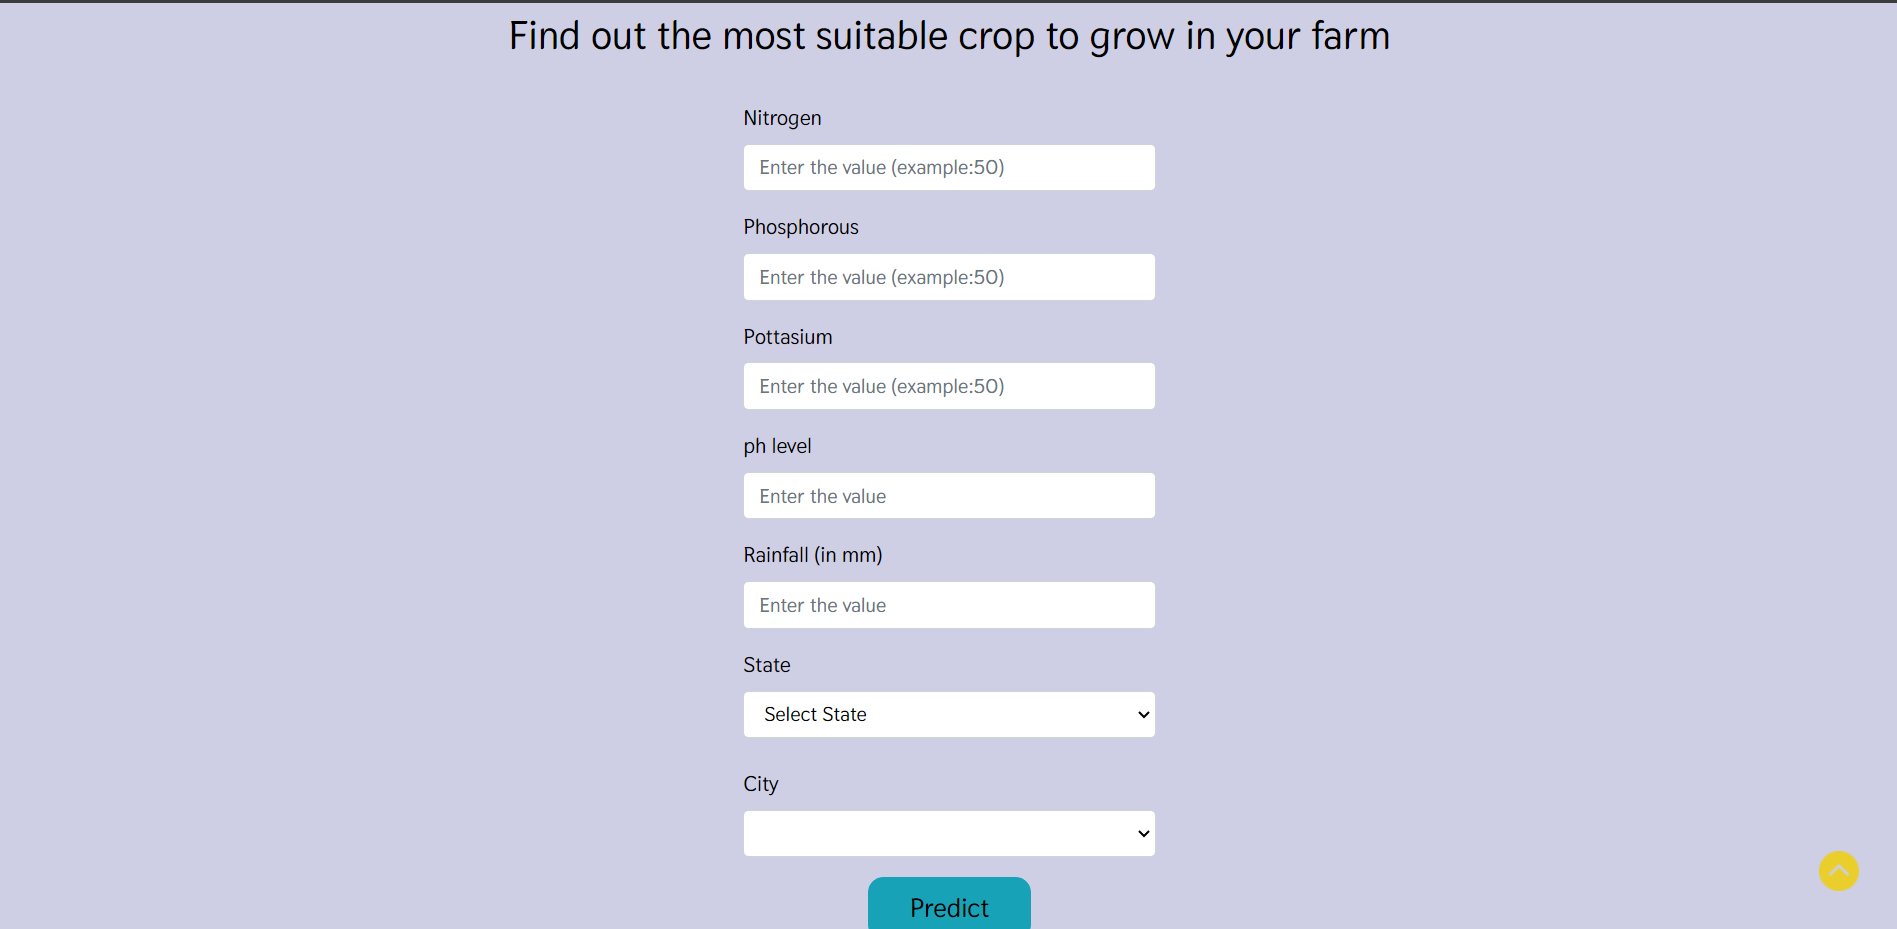 Find out the most suitable crop to grow in your farm
Nitrogen
Enter the value (example:50)
Phosphorous
Enter the value (example:50)
Pottasium
Enter the value (example:50)
ph level
Enter the value
Rainfall (in mm)
Enter the value
State
Select State
City
Predict